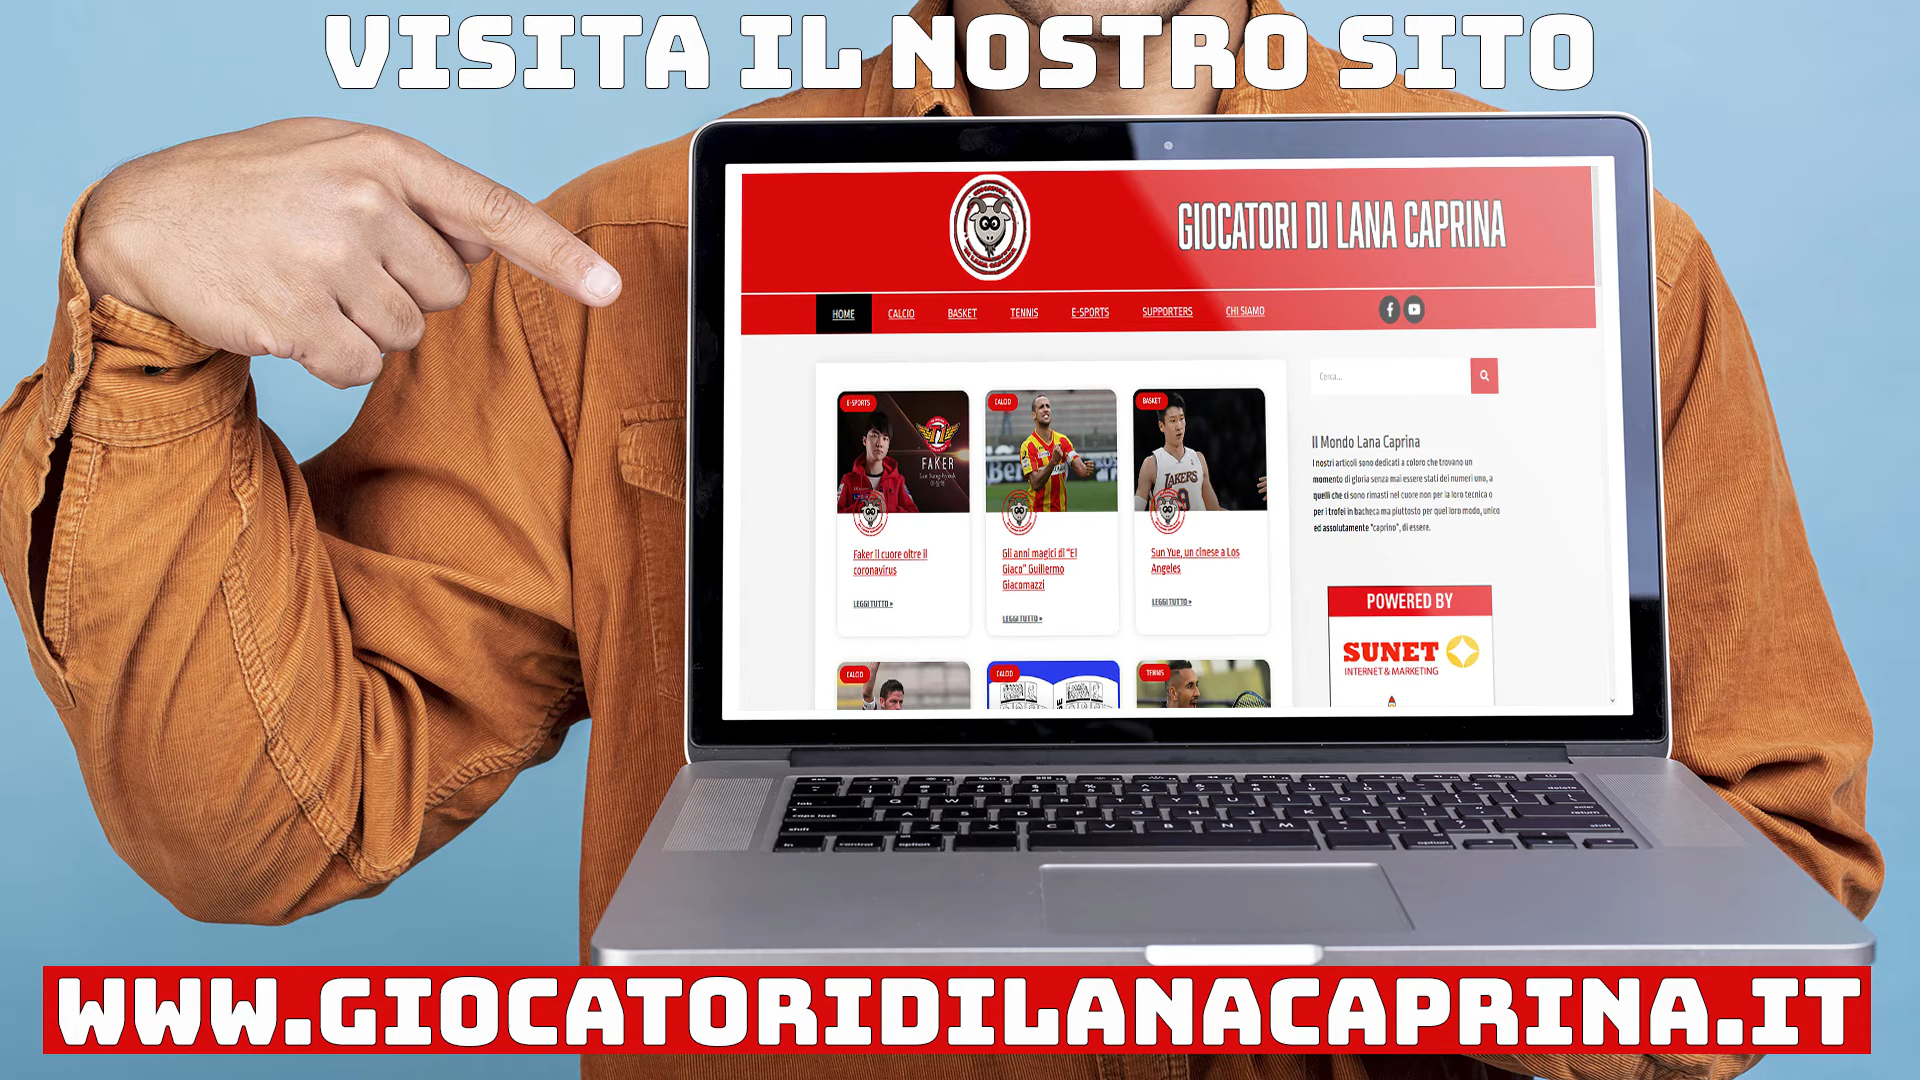 VISITA IL NOSTRO SITO
GIOCATORI DI LANA CAPRINA
HOME
CALCIO
BASKET
TENNIS
E-SPORTS
SUPPORTERS
CHI SIAMO
Cerca...
E-SPORTS
FAKER
Faker il cuore oltre il
coronavirus
LEGGI TUTTO »
CALCIO
Gli anni magici di "El
Giaco" Guillermo
Giacomazzi
LEGGI TUTTO »
BASKET
LAKERS
Sun Yue, un cinese a Los
Angeles
LEGGI TUTTO »
CALCIO
CALCIO
TENNIS
Il Mondo Lana Caprina
I nostri articoli sono dedicati a coloro che trovano un
momento di gloria senza mai essere stati dei numeri uno, a
quelli che ci sono rimasti nel cuore non per la loro tecnica o
per i trofei in bacheca ma piuttosto per quel loro modo, unico
ed assolutamente "caprino", di essere.
POWERED BY
SUNET
INTERNET & MARKETING
WWW.GIOCATORIDILANACAPRINA.IT